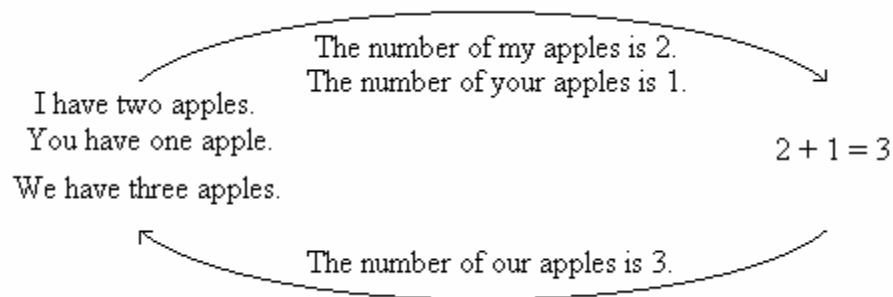 The number of my apples is 2.
The number of your apples is 1.
I have two apples.
You have one apple.
We have three apples.
2 + 1 = 3
The number of our apples is 3.